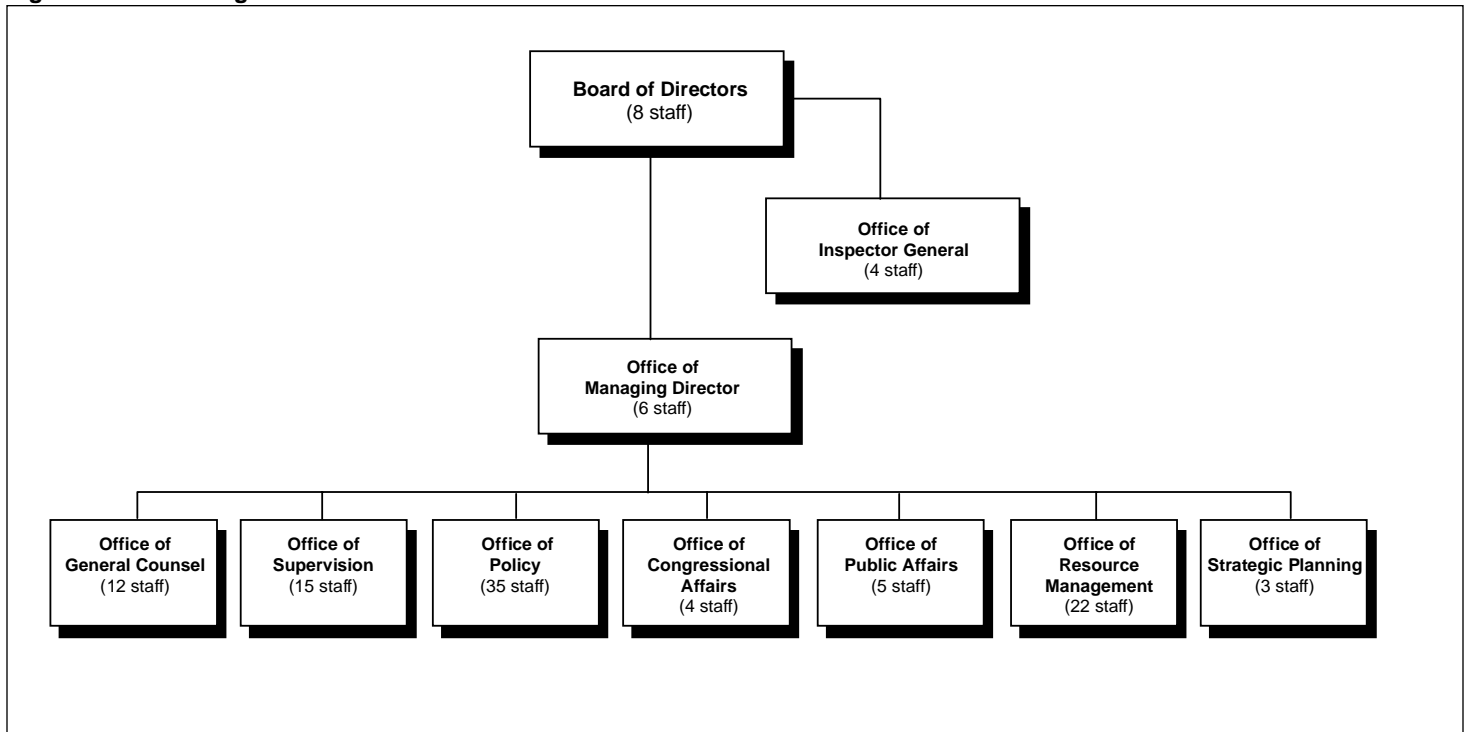 Board of Directors
(8 staff)
Office of
Inspector General
(4 staff)
Office of
Managing Director
(6 staff)
Office of
General Counsel
(12 staff)
Office of
Supervision
(15 staff)
Office of
Policy
(35 staff)
Office of
Congressional
Affairs
(4 staff)
Office of
Public Affairs
(5 staff)
Office of
Resource
Management
(22 staff)
Office of
Strategic Planning
(3 staff)